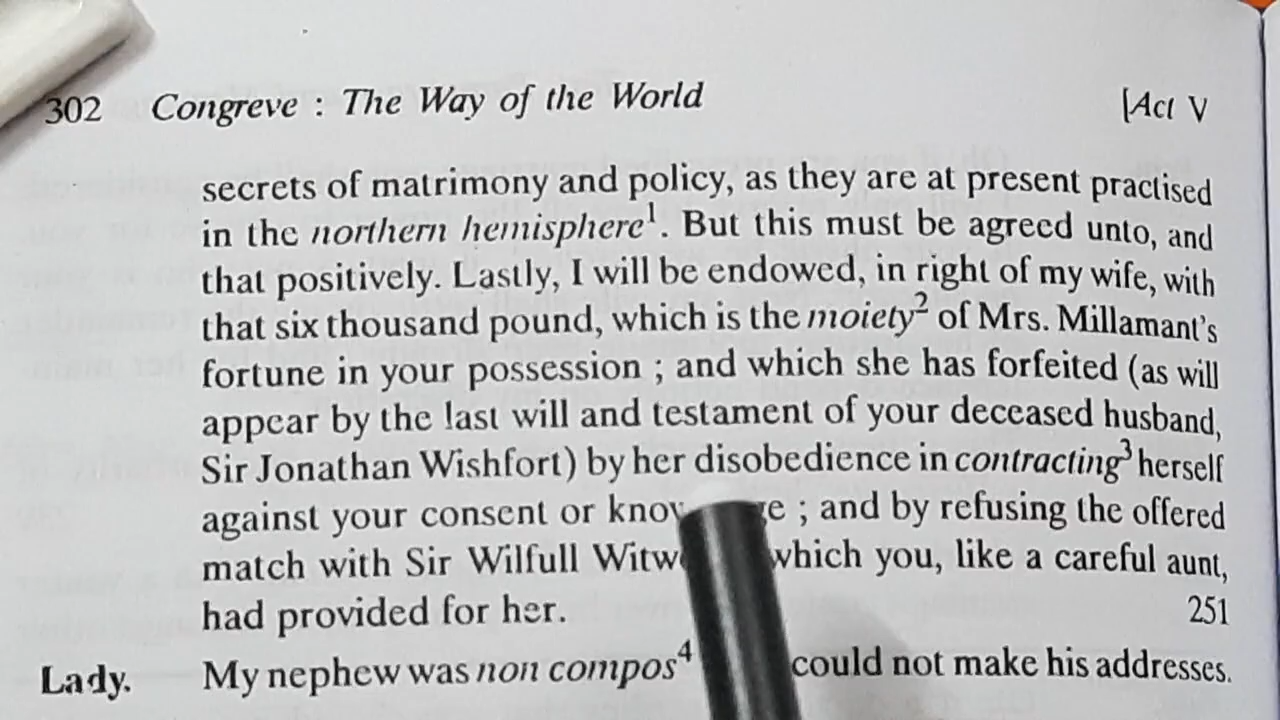 302 Congreve : The Way of the World [Act V
secrets of matrimony and policy, as they are at present practised
in the northern hemisphere1. But this must be agreed unto, and
that positively. Lastly, I will be endowed, in right of my wife, with
that six thousand pound, which is the moiety2 of Mrs. Millamant's
fortune in your possession ; and which she has forfeited (as will
appear by the last will and testament of your deceased husband,
Sir Jonathan Wishfort) by her disobedience in contracting3 herself
against your consent or ; and by refusing the offered
match with Sir Wilfull which you, like a careful aunt,
had provided for her. 251
Lady. My nephew was non compos4 could not make his addresses.